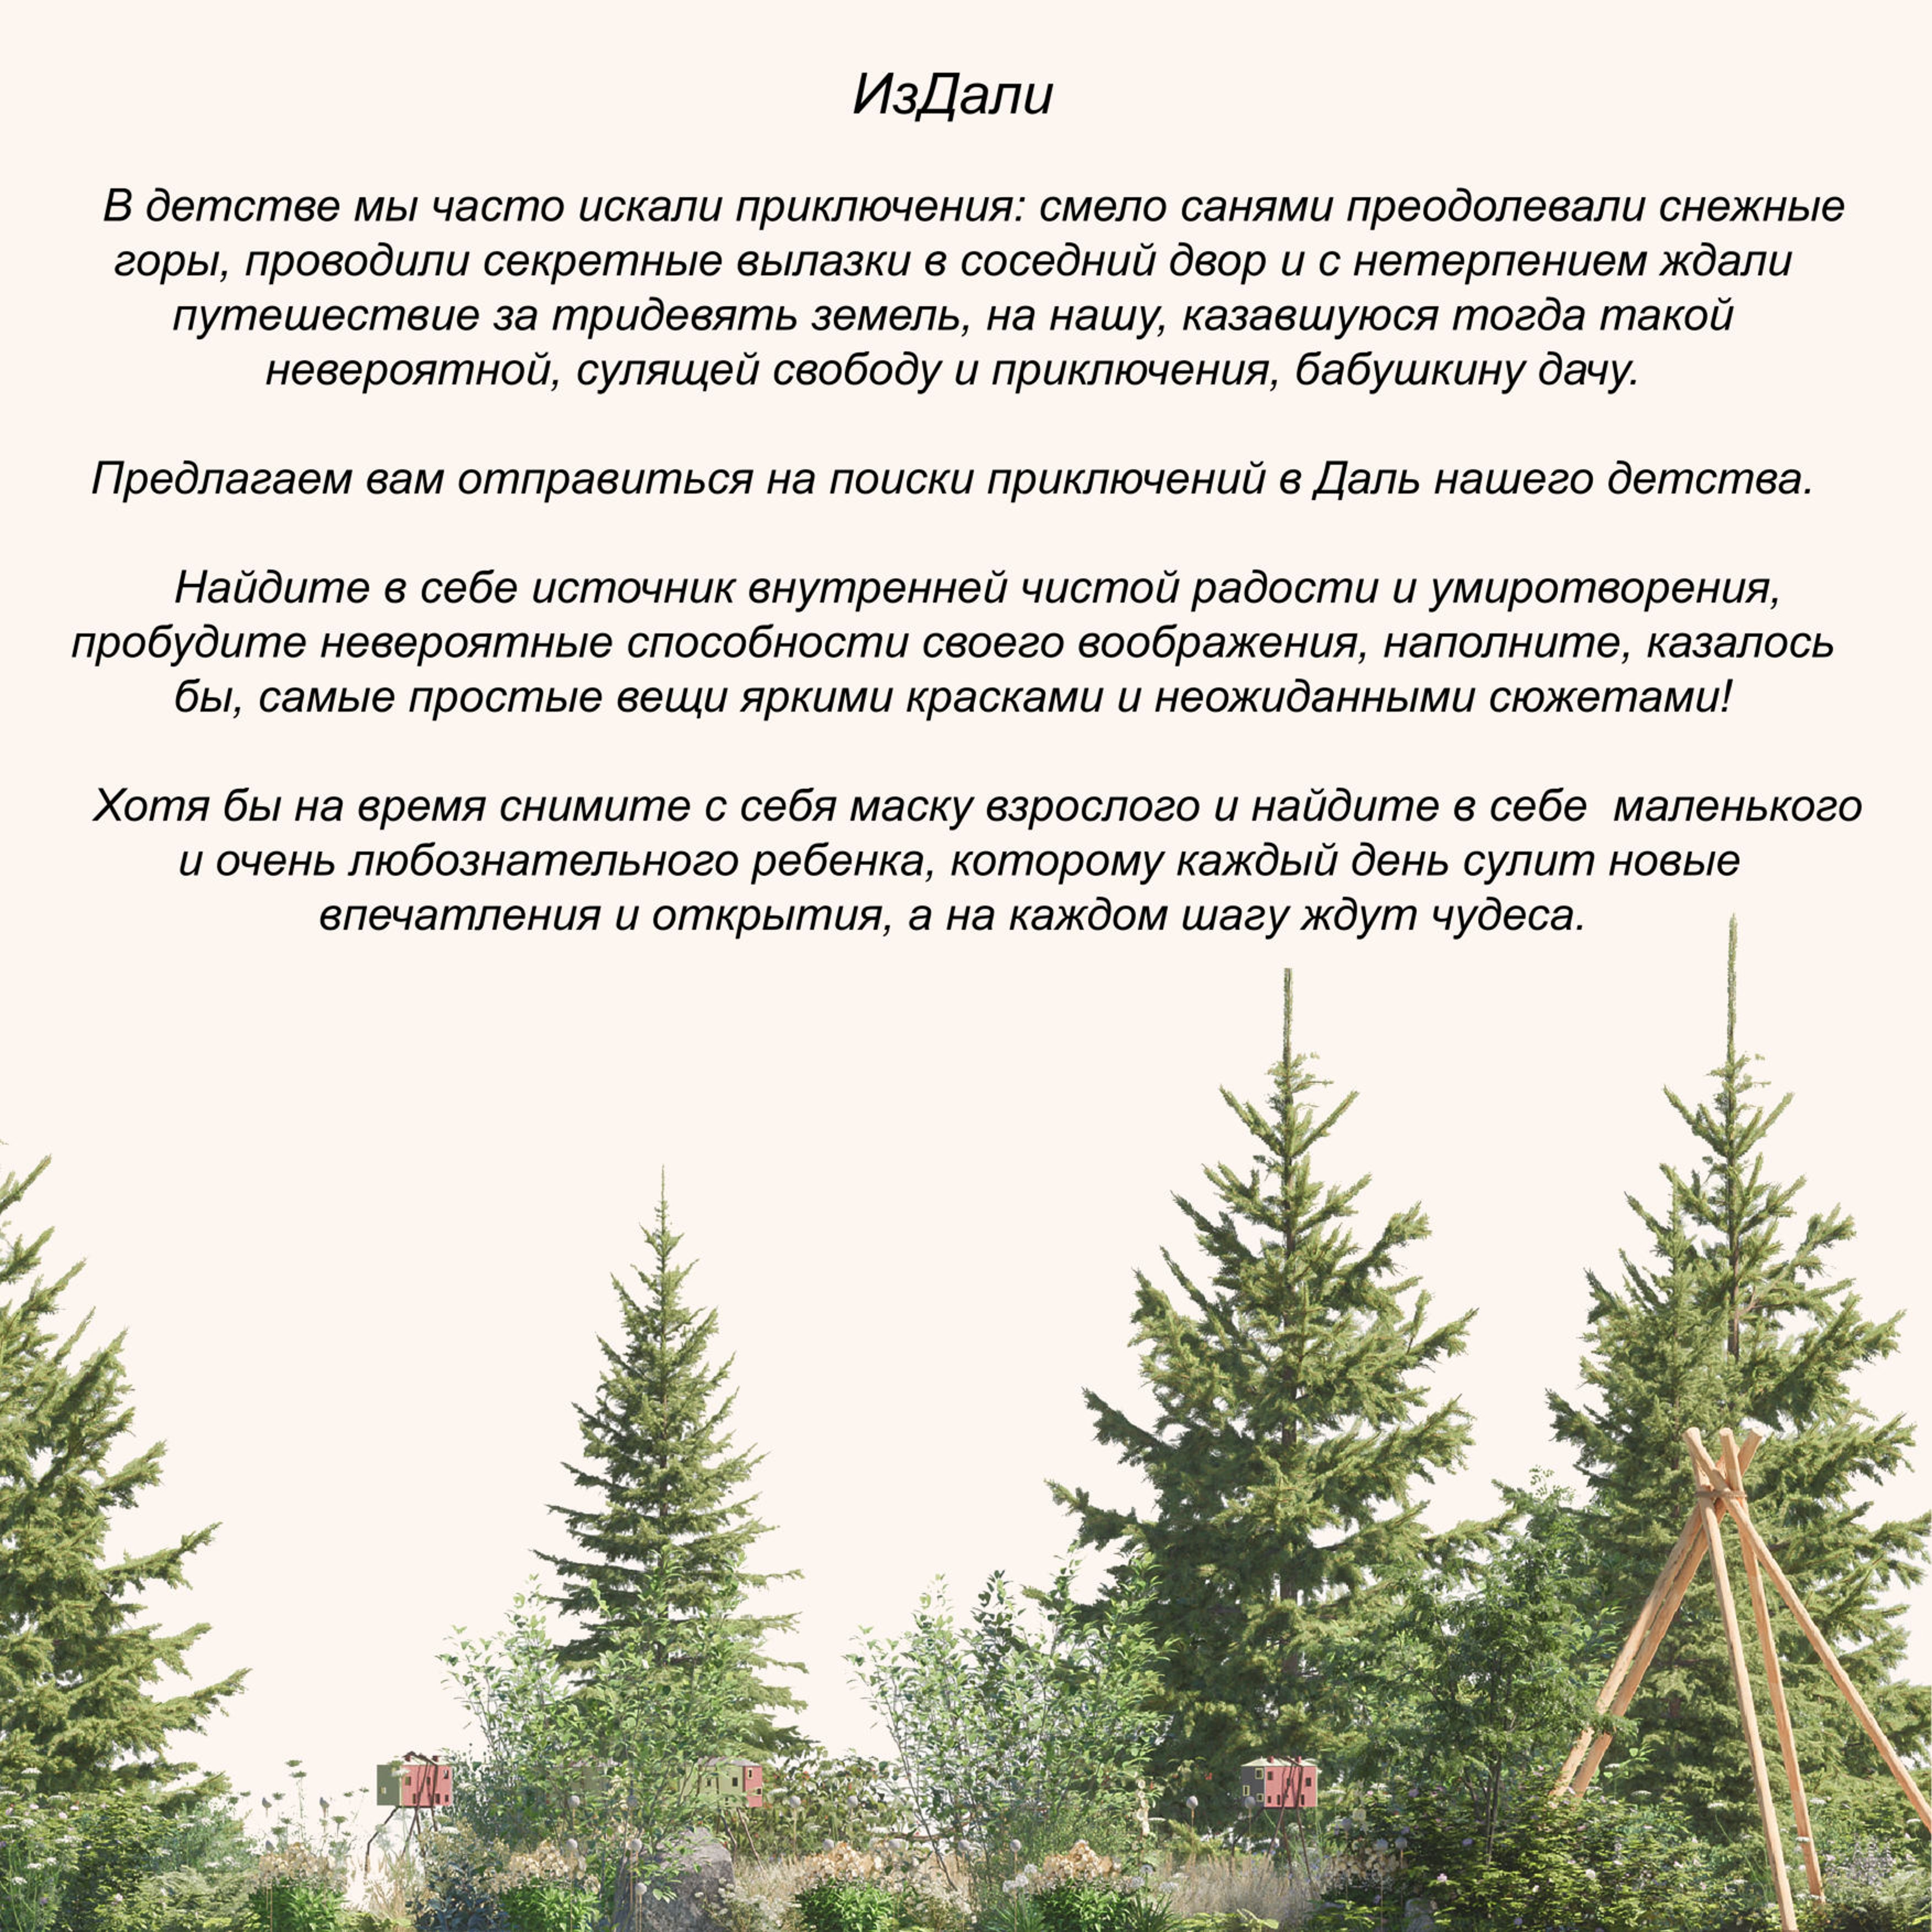 ИзДали
В детстве мы часто искали приключения: смело санями преодолевали снежные
горы, проводили секретные вылазки в соседний двор и с нетерпением ждали
путешествие за тридевять земель, на нашу, казавшуюся тогда такой
невероятной, сулящей свободу и приключения, бабушкину дачу.
Предлагаем вам отправиться на поиски приключений в Даль нашего детства.
Найдите в себе источник внутренней чистой радости и умиротворения,
пробудите невероятные способности своего воображения, наполните, казалось
бы, самые простые вещи яркими красками и неожиданными сюжетами!
Хотя бы на время снимите с себя маску взрослого и найдите в себе  маленького
и очень любознательного ребенка, которому каждый день сулит новые
впечатления и открытия, а на каждом шагу ждут чудеса.